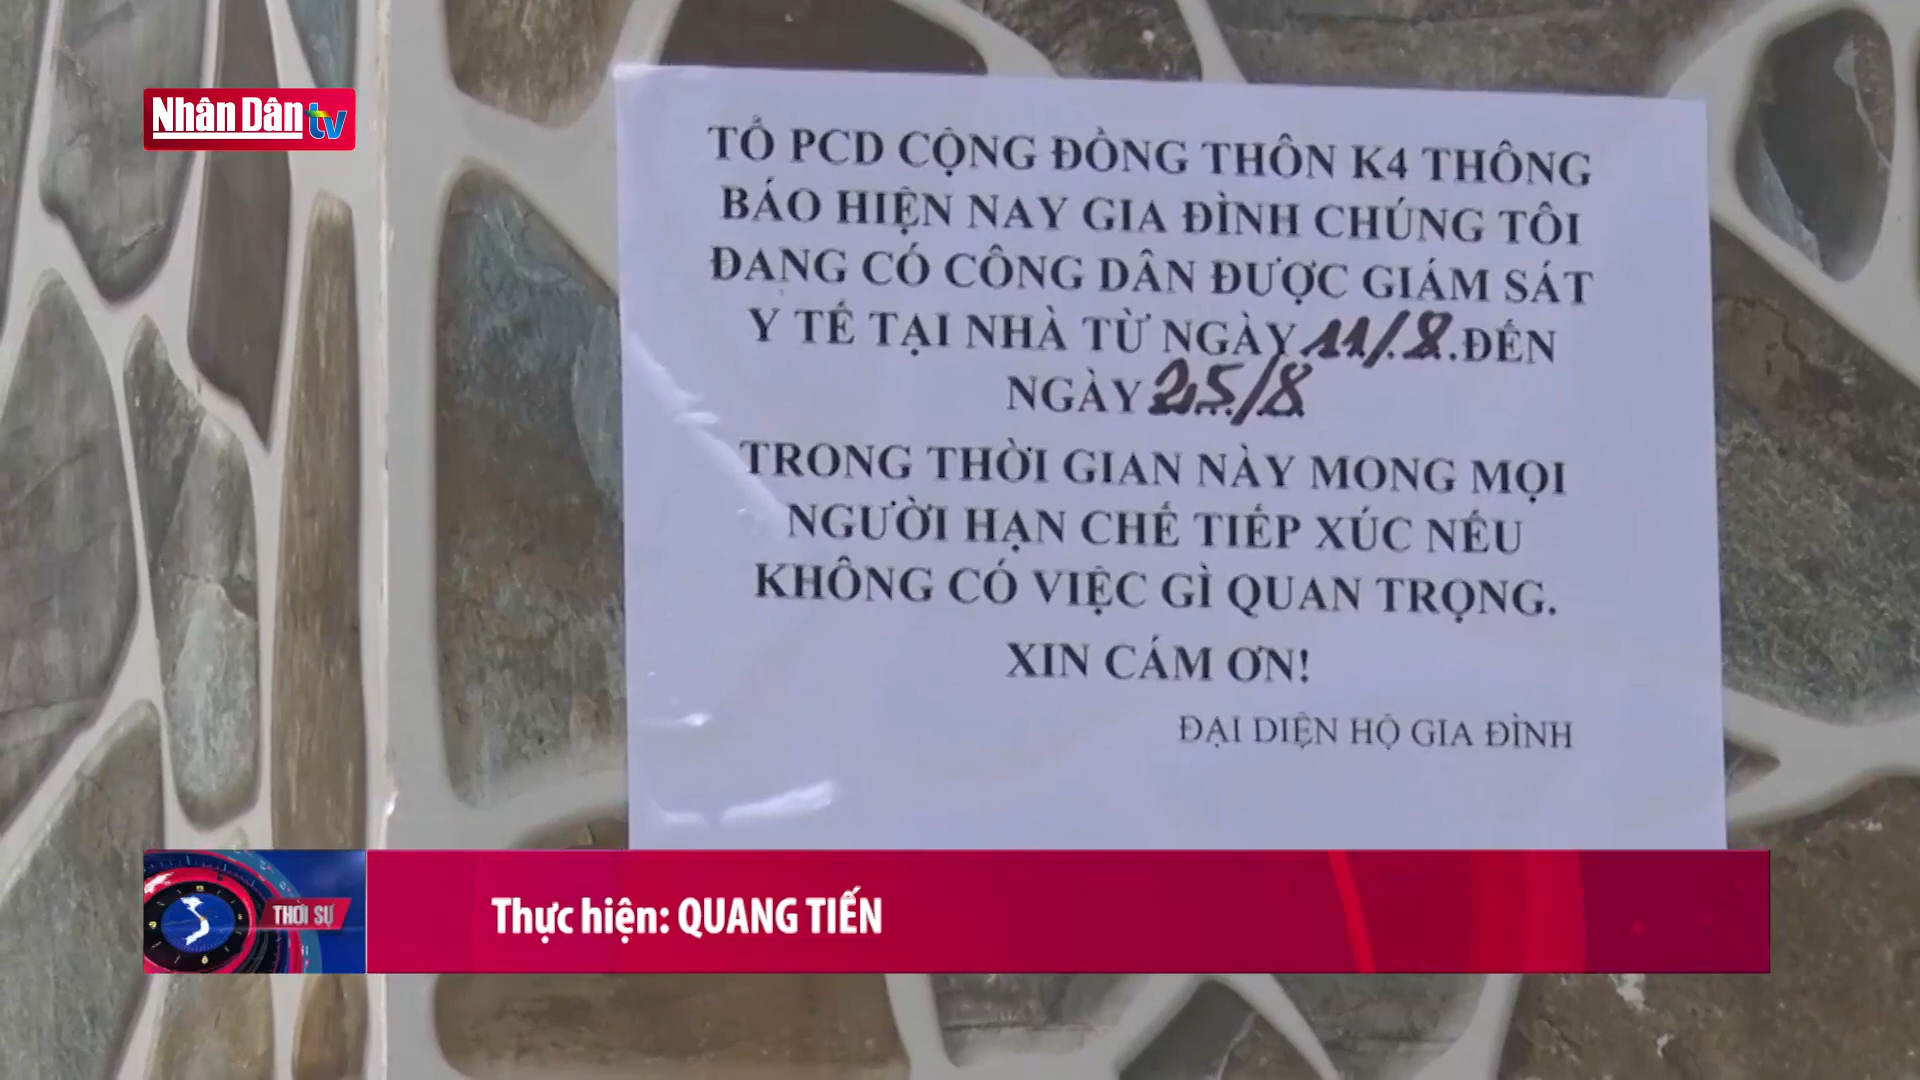 Nhân Dân tv
TỔ PCD CỘNG ĐỒNG THÔN K4 THÔNG
BÁO HIỆN NAY GIA ĐÌNH CHÚNG TÔI
ĐANG CÓ CÔNG DÂN ĐƯỢC GIÁM SÁT
Y TẾ TẠI NHÀ TỪ NGÀY 11/.8.ĐẾN
NGÀY 25/8
TRONG THỜI GIAN NÀY MONG MỌI
NGƯỜI HẠN CHẾ TIẾP XÚC NẾU
KHÔNG CÓ VIỆC GÌ QUAN TRỌNG.
XIN CÁM ƠN!
ĐẠI DIỆN HỘ GIA ĐÌNH
THỜI SỰ
Thực hiện: QUANG TIẾN